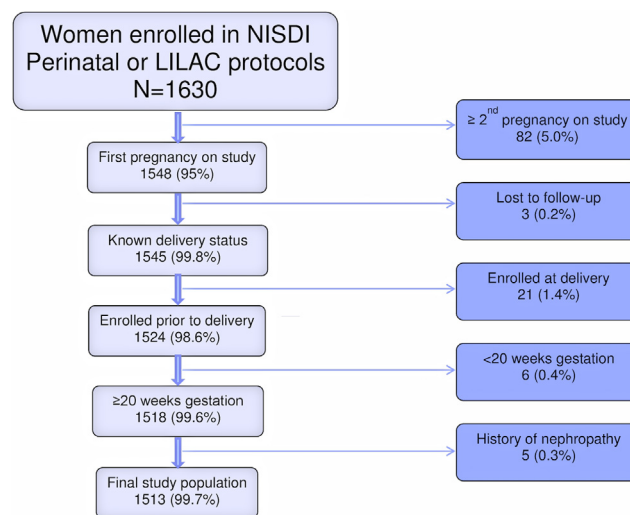 Women enrolled in NISDI
Perinatal or LILAC protocols
N=1630
≥ 2nd pregnancy on study
82 (5.0%)
First pregnancy on study
1548 (95%)
Lost to follow-up
3 (0.2%)
Known delivery status
1545 (99.8%)
Enrolled at delivery
21 (1.4%)
Enrolled prior to delivery
1524 (98.6%)
<20 weeks gestation
6 (0.4%)
≥20 weeks gestation
1518 (99.6%)
History of nephropathy
5 (0.3%)
Final study population
1513 (99.7%)